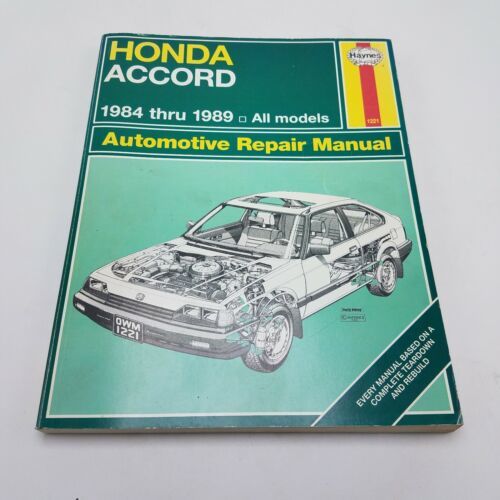 HONDA
ACCORD
Haynes
1984 thru 1989 □ All models
1221
Automotive Repair Manual
QWM
1221
EVERY MANUAL BASED ON A
COMPLETE TEARDOWN
AND REBUILD